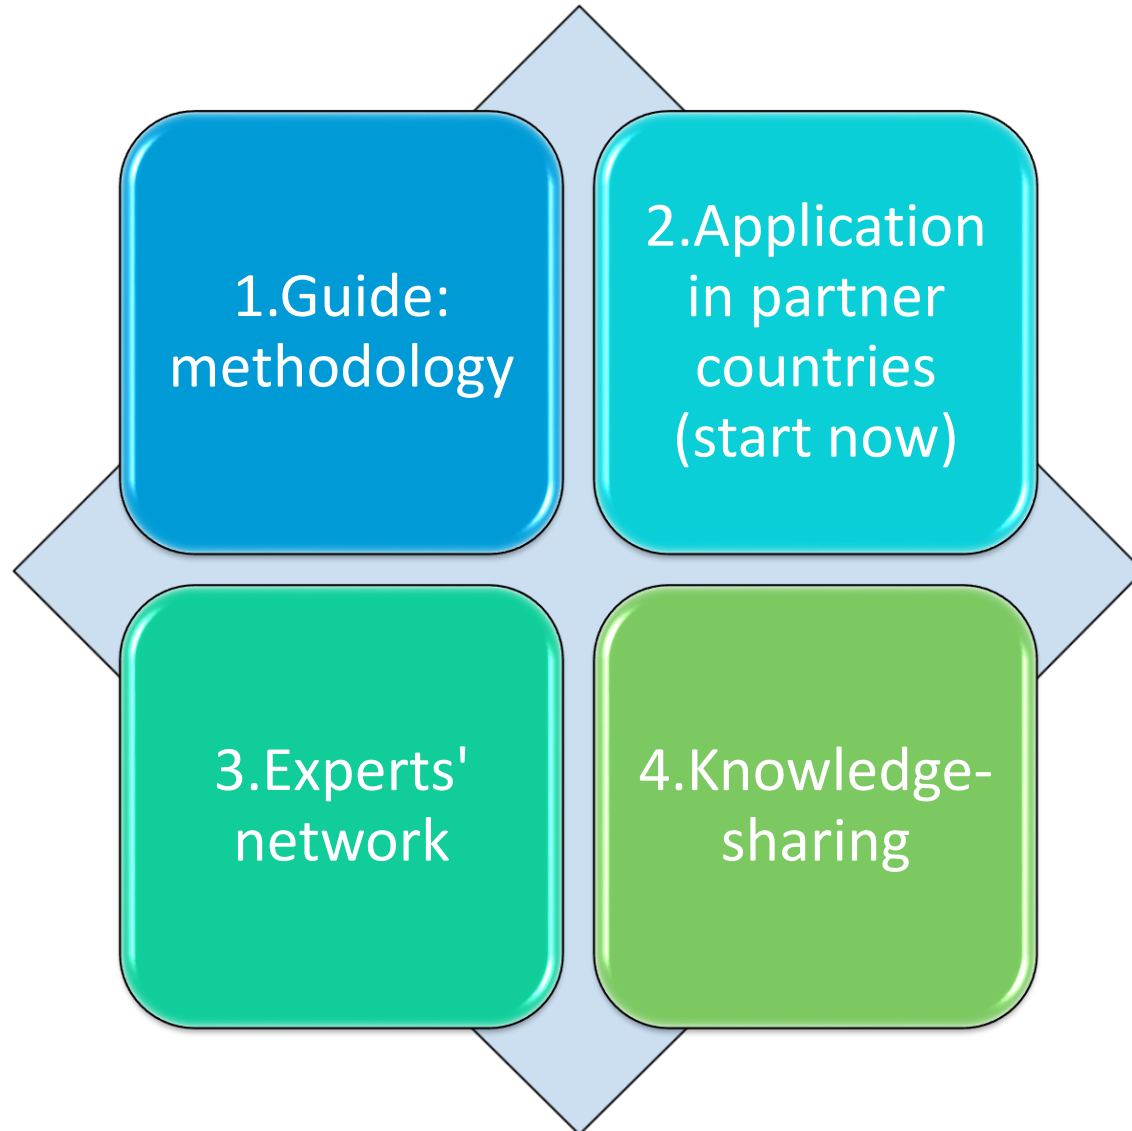 1.Guide:
methodology
2.Application
in partner
countries
(start now)
3.Experts'
network
4.Knowledge-
sharing